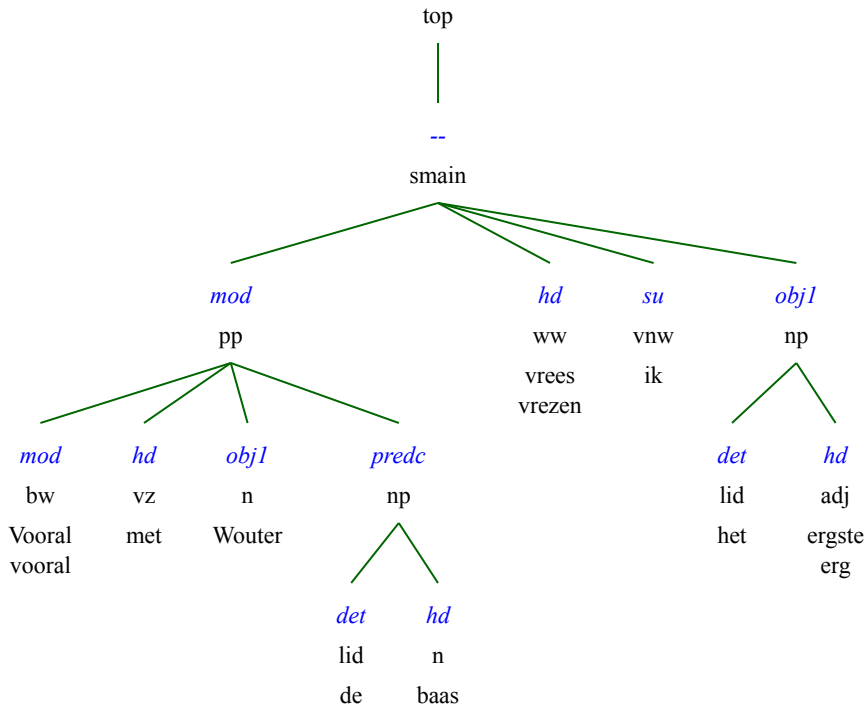 top
--
smain
mod hd su obj1
pp ww vnw np
vrees ik
vrezen
mod hd obj1 predc det hd
bw vz n np lid adj
Vooral met Wouter het ergste
vooral erg
det hd
lid n
de baas